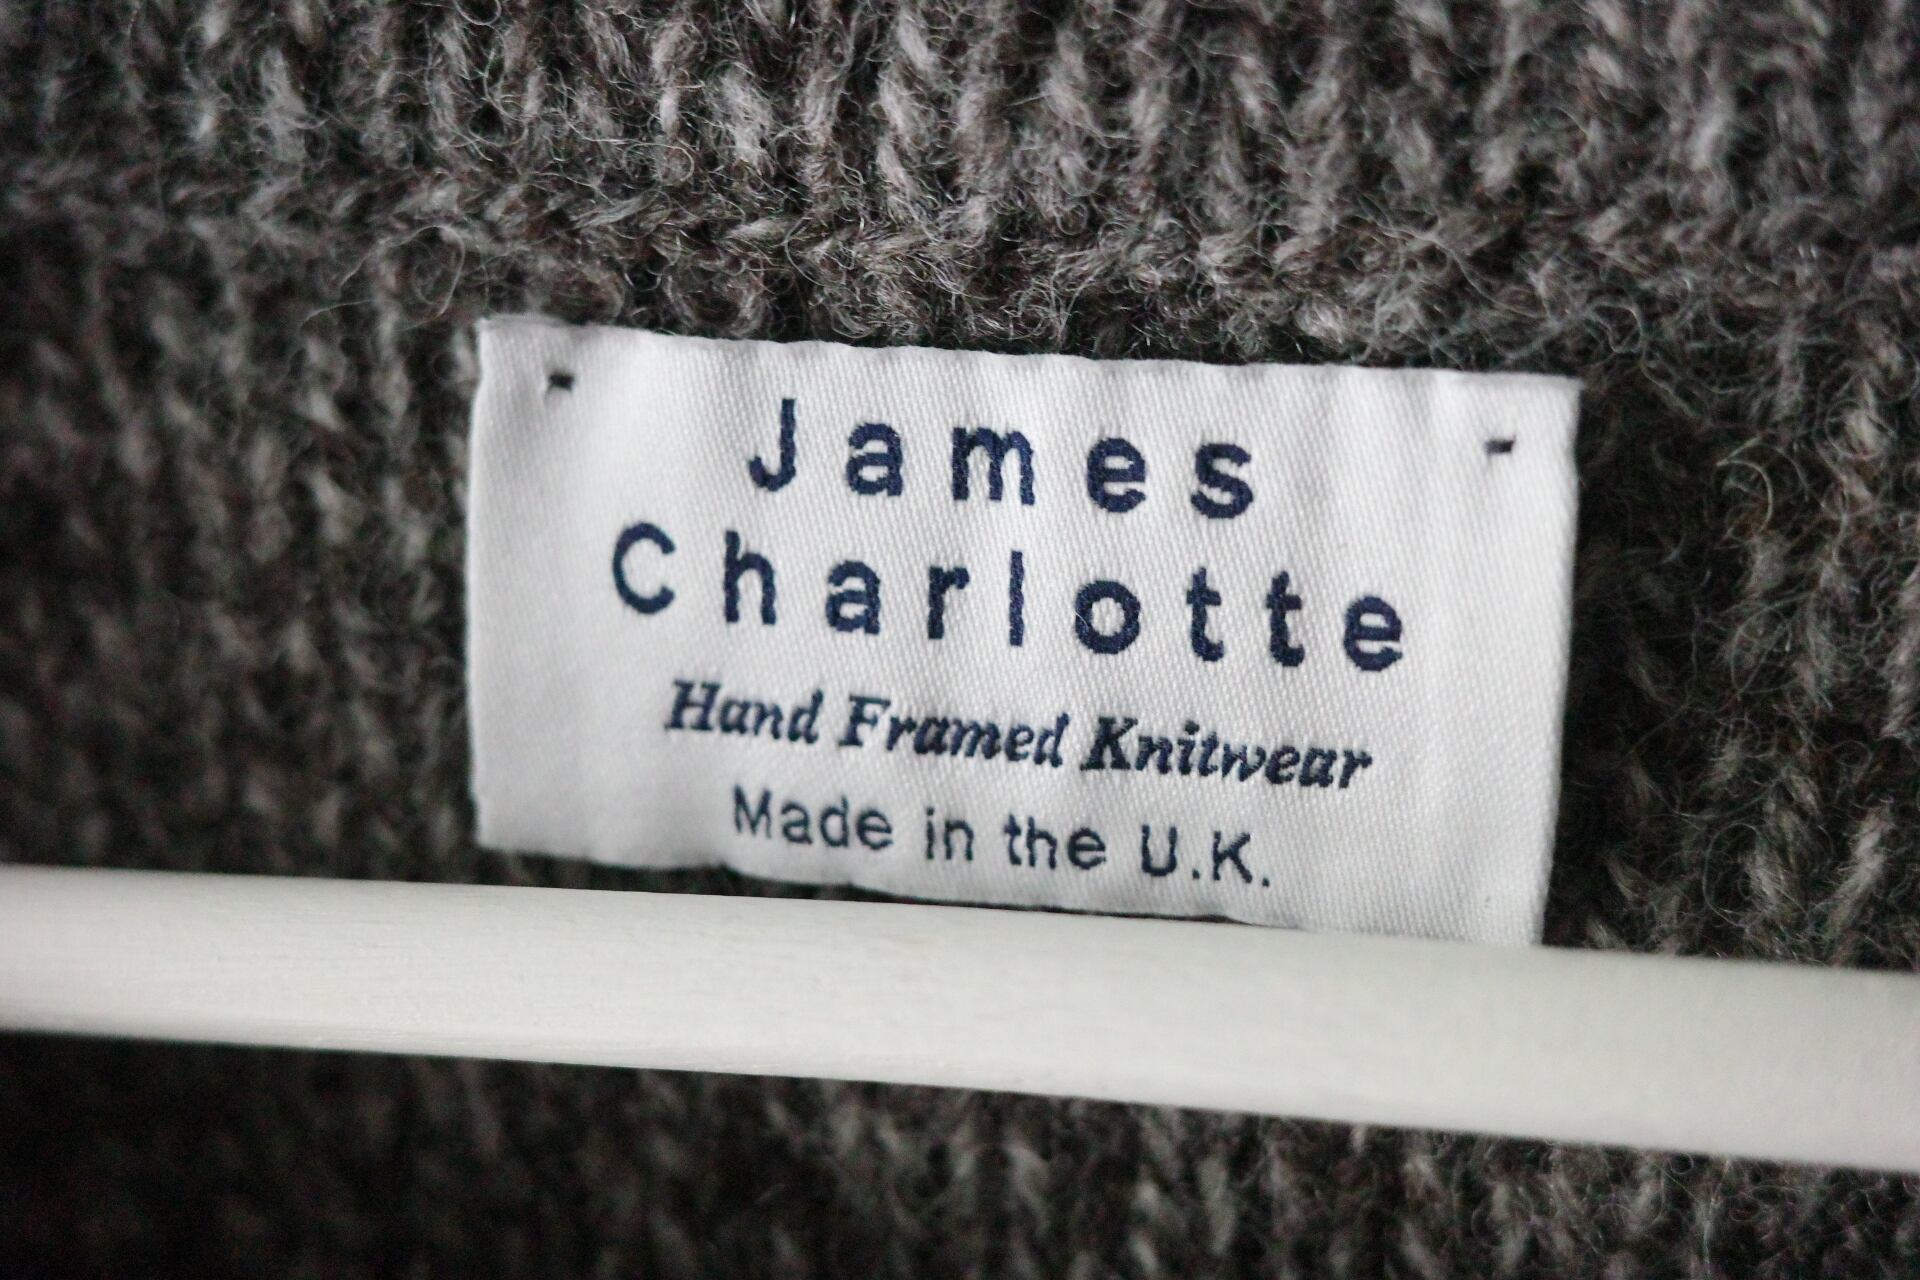 James
Charlotte
Hand Framed Knitwear
Made in the U.K.